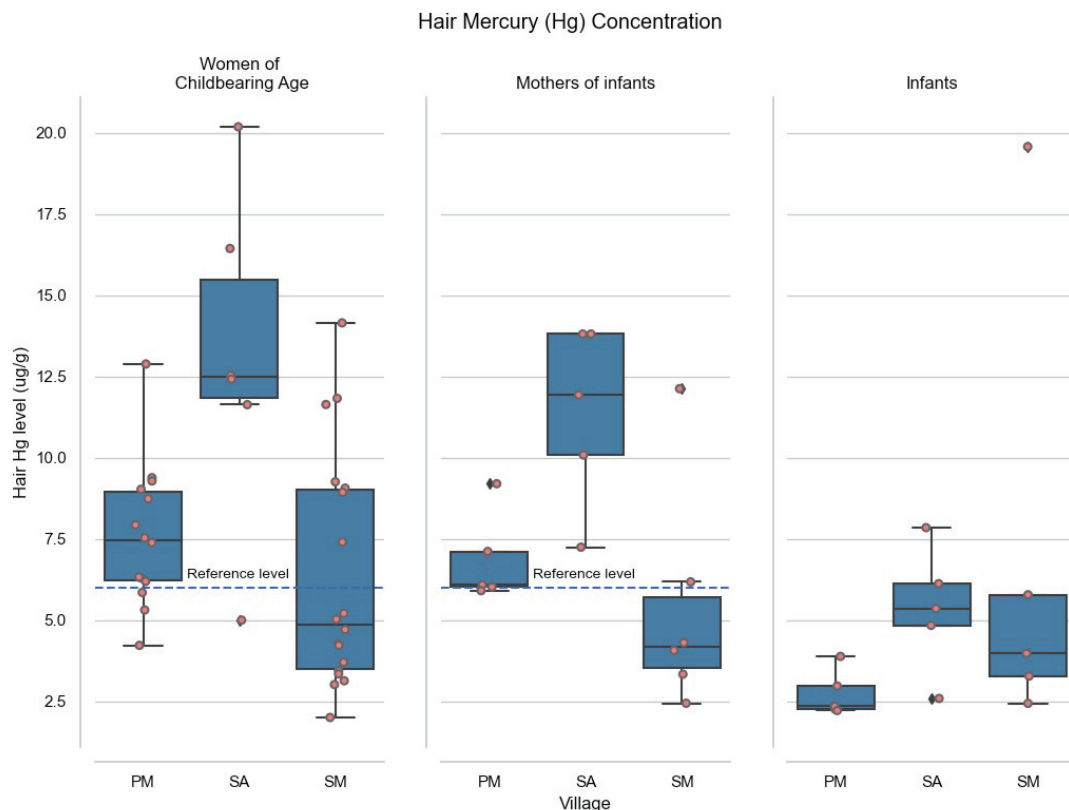 Hair Mercury (Hg) Concentration
Women of
Childbearing Age
Mothers of infants
Infants
Hair Hg level (ug/g)
20.0
17.5
15.0
12.5
10.0
7.5
5.0
2.5
Reference level
Reference level
PM SA SM
PM SA SM
PM SA SM
Village